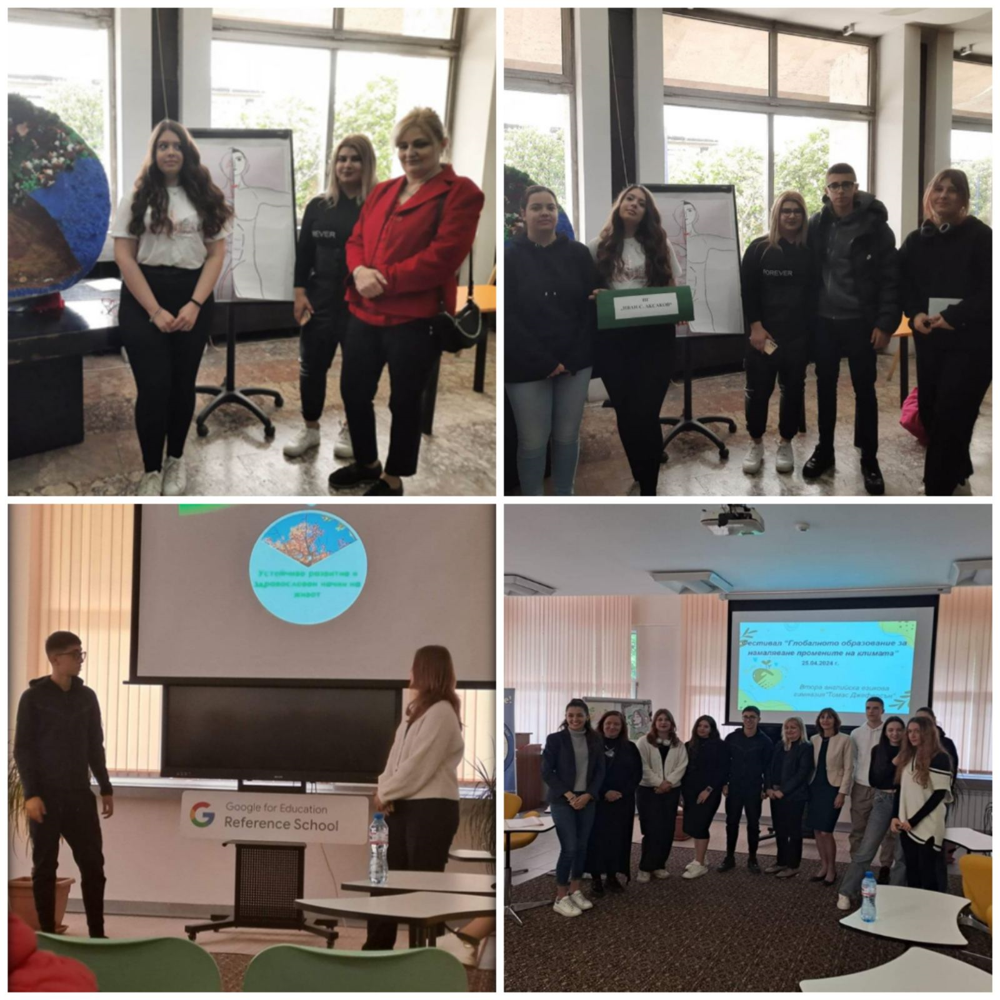 REVER
ПГ
„ИВАН С. АКСАКОВ“
FOREVER
Устойчиво развитие и
здравословен начин на
живот
Google for Education
Reference School
Фестивал "Глобалното образование за
намаляване промените на климата"
25.04.2024 г.
Втора английска езикова
гимназия "Томас Джеферсън"